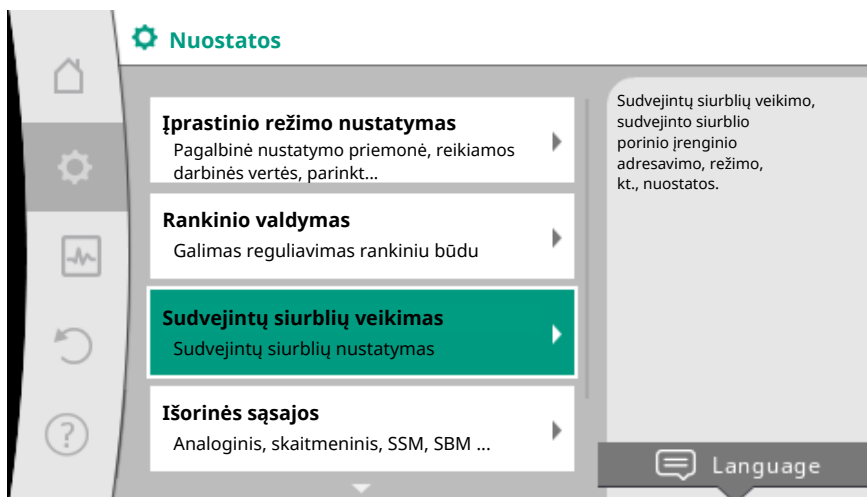 Nuostatos
Įprastinio režimo nustatymas
Pagalbinė nustatymo priemonė, reikiamos
darbinės vertės, parinkt...
Rankinio valdymas
Galimas reguliavimas rankiniu būdu
Sudvejintų siurblių veikimas
Sudvejintų siurblių nustatymas
Išorinės sąsajos
Analoginis, skaitmeninis, SSM, SBM ...
Sudvejintų siurblių veikimo,
sudvejinto siurblio
porinio įrenginio
adresavimo, režimo,
kt., nuostatos.
Language